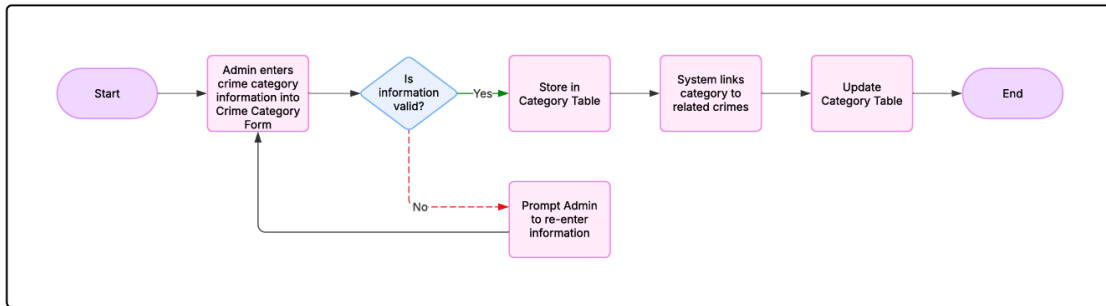 Start
Admin enters
crime category
information into
Crime Category
Form
Is
information
valid?
Yes
Store in
Category Table
System links
category to
related crimes
Update
Category Table
End
No
Prompt Admin
to re-enter
information